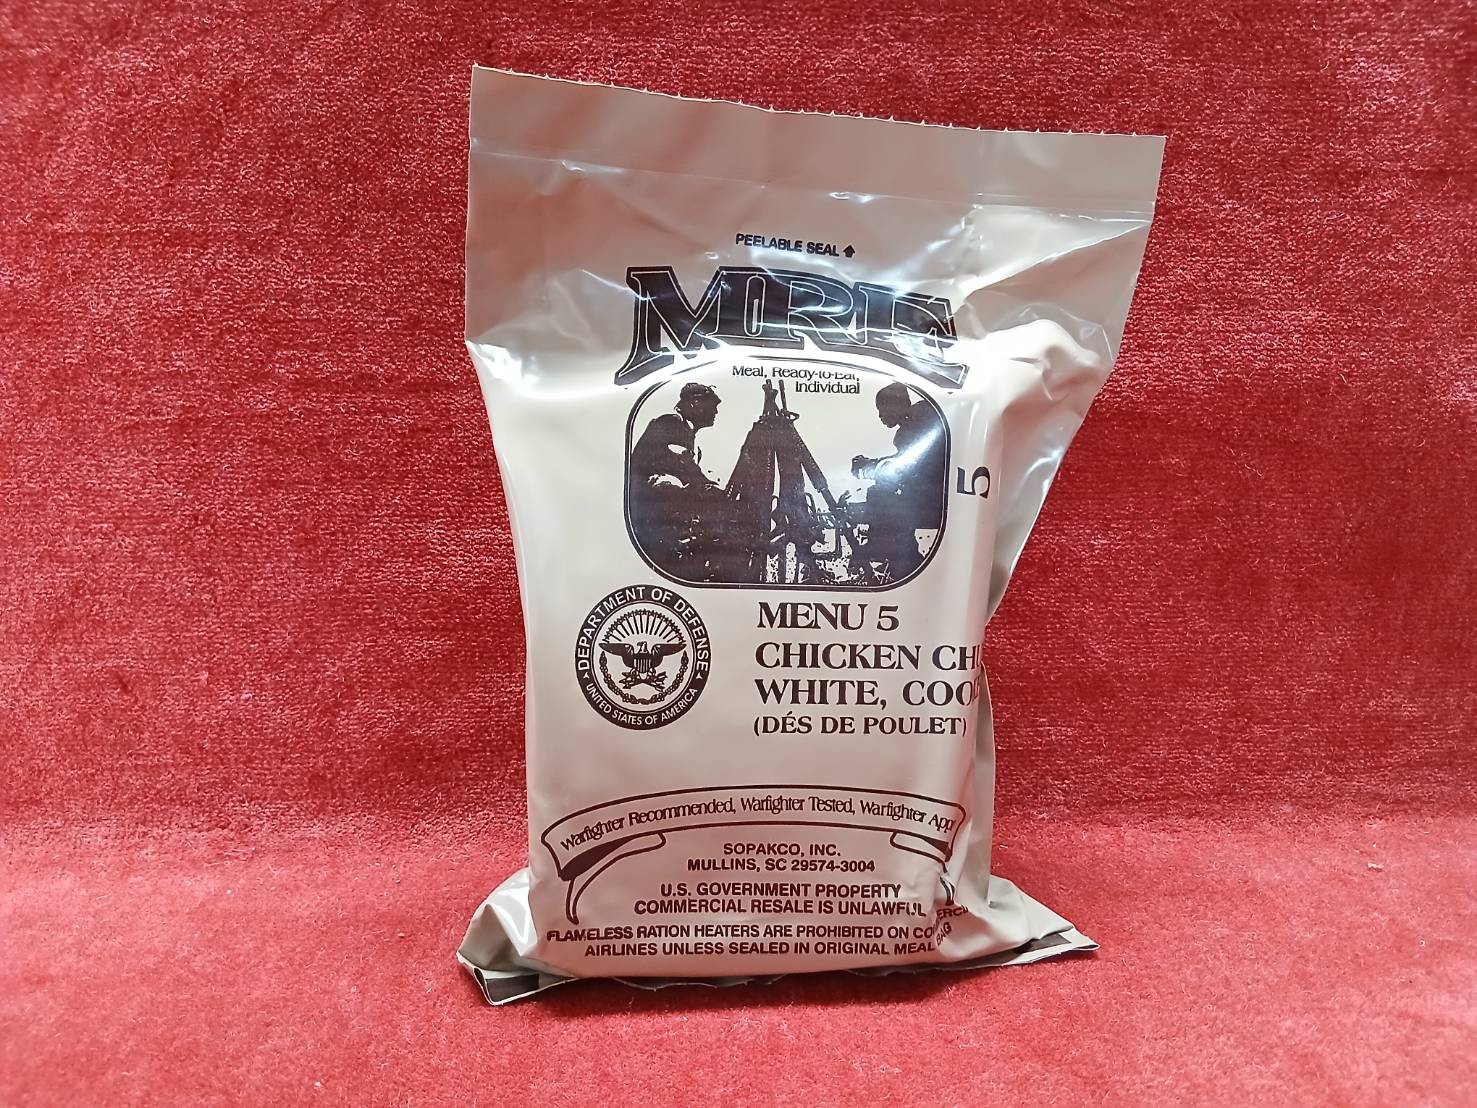 PEELABLE SEAL
MRE
Meal, Ready-to-Eat,
Individual
5
DEPARTMENT OF DEFENSE
UNITED STATES OF AMERICA
MENU 5
CHICKEN CHU
WHITE, COO
(DÉS DE POULET)
Warfighter Recommended, Warfighter Tested, Warfighter App
SOPAKCO, INC.
MULLINS, SC 29574-3004
U.S. GOVERNMENT PROPERTY
COMMERCIAL RESALE IS UNLAWFUL
FLAMELESS RATION HEATERS ARE PROHIBITED ON CO ERCI
AIRLINES UNLESS SEALED IN ORIGINAL MEAL BAG